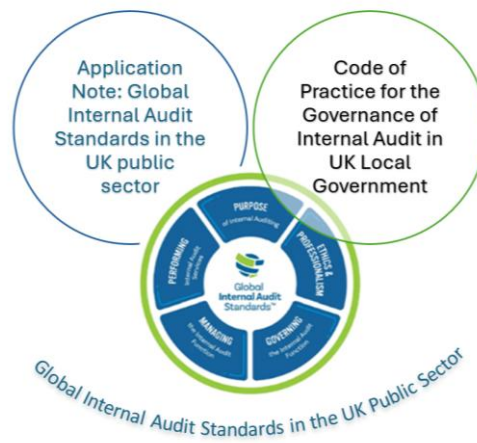 Application
Note: Global
Internal Audit
Standards in the
UK public
sector
Code of
Practice for the
Governance of
Internal Audit in
UK Local
Government
PURPOSE
of Internal Auditing
ETHICS &
PROFESSIONALISM
GOVERNING
the Internal Audit
Function
MANAGING
the Internal Audit
Function
PERFORMING
Internal Audit
Services
Global
Internal Audit
Standards™
Global Internal Audit Standards in the UK Public Sector